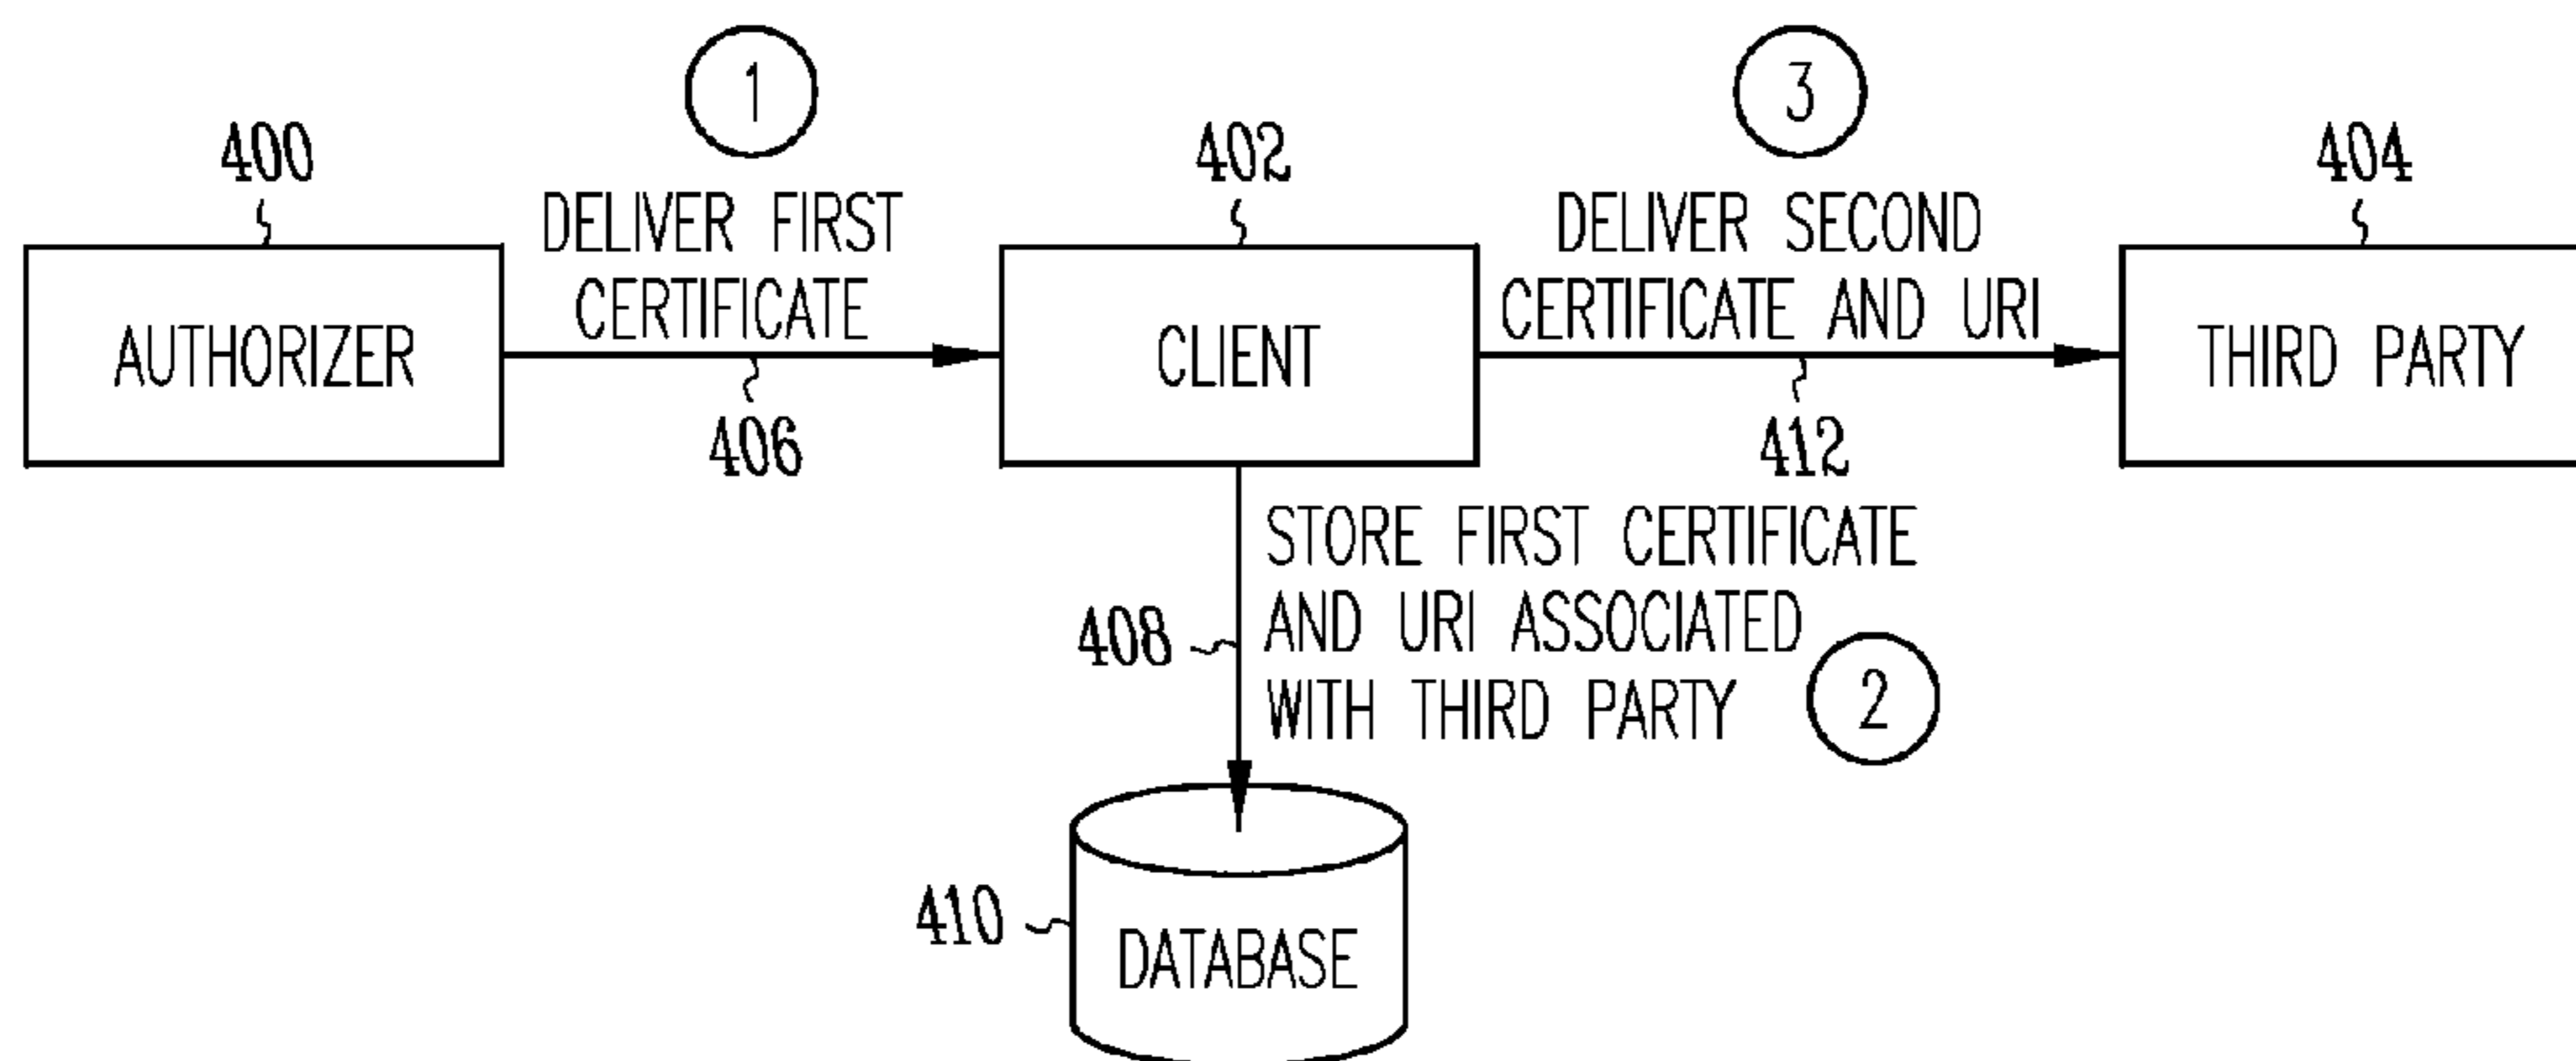 1
3
400
402
404
DELIVER FIRST
CERTIFICATE
DELIVER SECOND
CERTIFICATE AND URI
AUTHORIZER
CLIENT
THIRD PARTY
406
412
STORE FIRST CERTIFICATE
AND URI ASSOCIATED
WITH THIRD PARTY
408
2
410
DATABASE